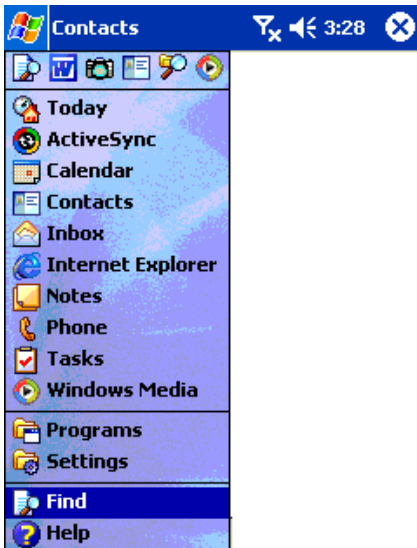 Contacts 3:28
Today
ActiveSync
Calendar
Contacts
Inbox
Internet Explorer
Notes
Phone
Tasks
Windows Media
Programs
Settings
Find
Help